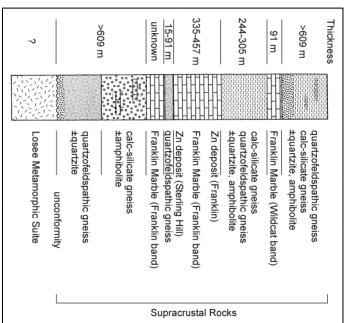 Thickness
>609 m
91 m
244-305 m
335-457 m
15-91 m
unknown
>609 m
?
quartzofeldspathic gneiss
calc-silicate gneiss
±quartzite, amphibolite
Franklin Marble (Wildcat band)
calc-silicate gneiss
quartzofeldspathic gneiss
±quartzite, amphibolite
Zn deposit (Franklin)
Franklin Marble (Franklin band)
Zn deposit (Sterling Hill)
quartzofeldspathic gneiss
Franklin Marble (Franklin band)
calc-silicate gneiss
±amphibolite
quartzofeldspathic gneiss
±quartzite
unconformity
Losee Metamorphic Suite
Supracrustal Rocks